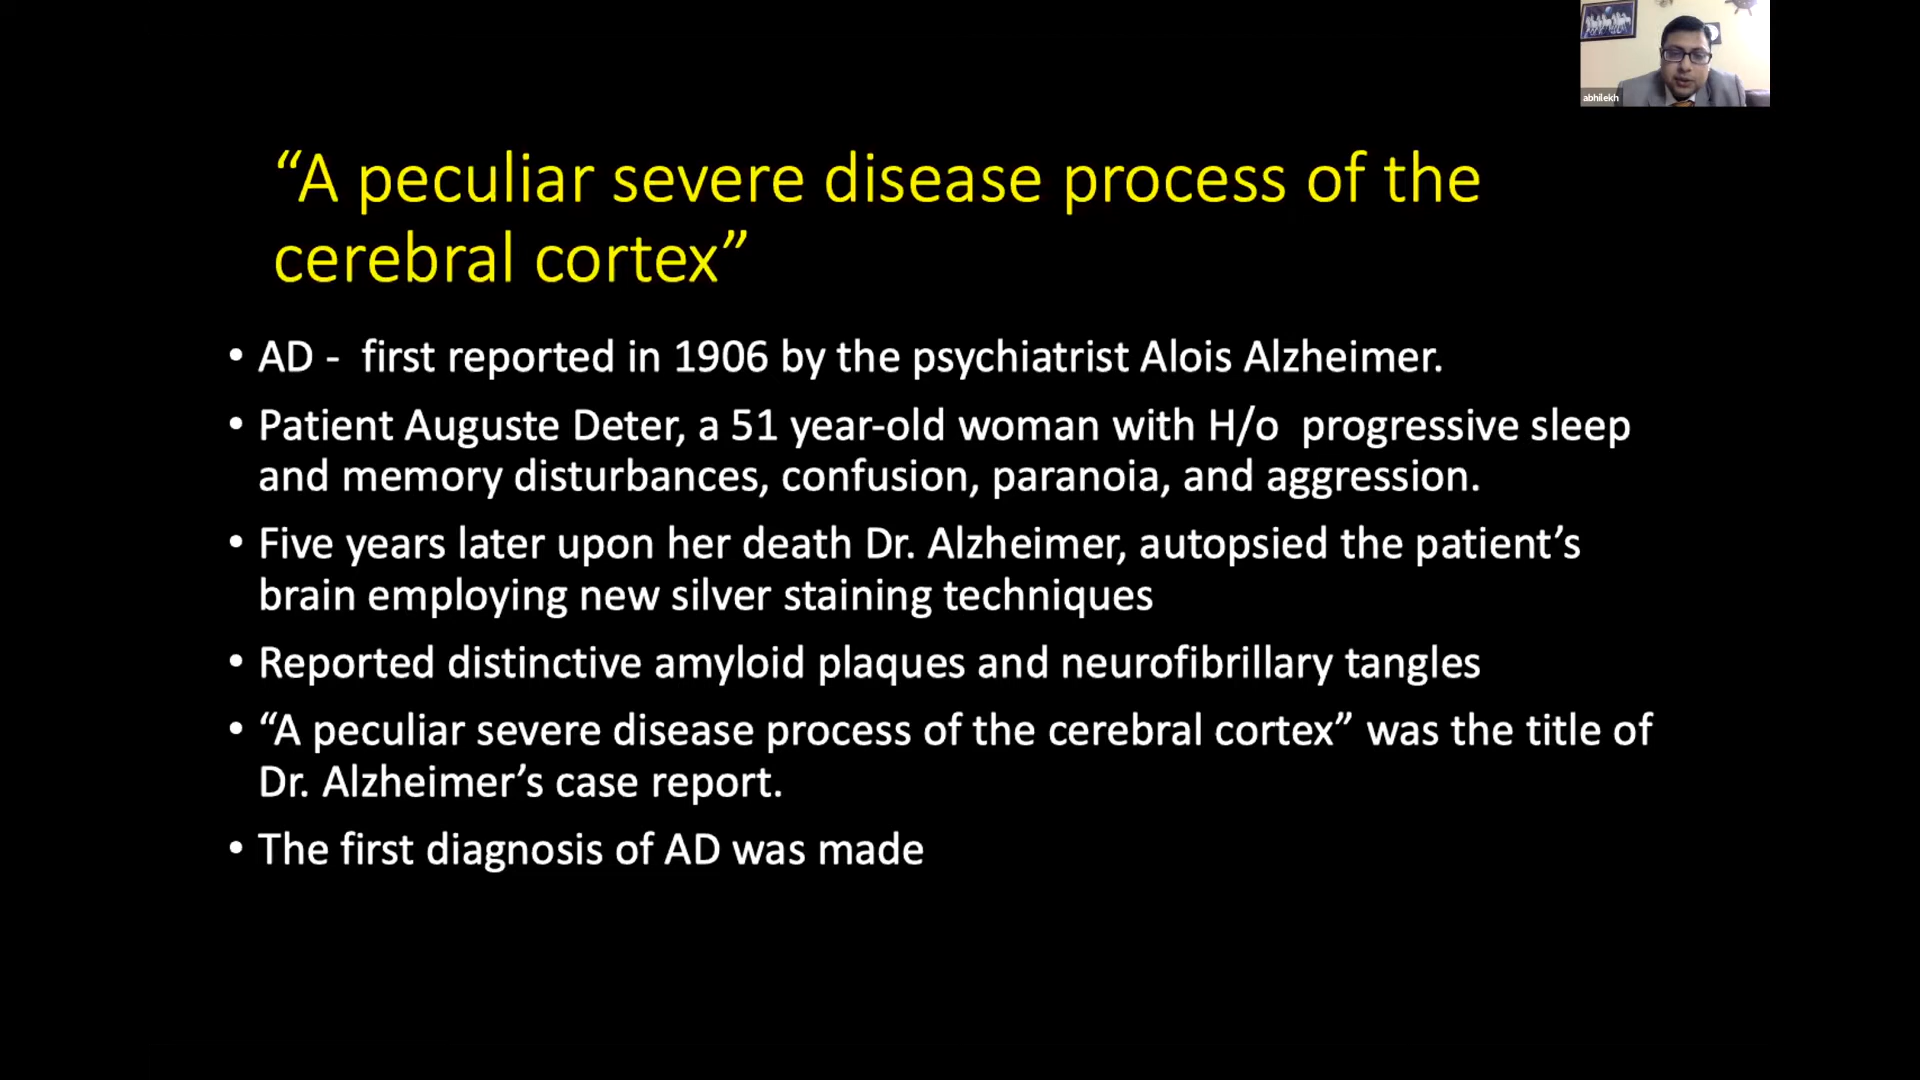 abhilekh
“A peculiar severe disease process of the
cerebral cortex”
• AD -  first reported in 1906 by the psychiatrist Alois Alzheimer.
• Patient Auguste Deter, a 51 year-old woman with H/o  progressive sleep
and memory disturbances, confusion, paranoia, and aggression.
• Five years later upon her death Dr. Alzheimer, autopsied the patient’s
brain employing new silver staining techniques
• Reported distinctive amyloid plaques and neurofibrillary tangles
• “A peculiar severe disease process of the cerebral cortex” was the title of
Dr. Alzheimer’s case report.
• The first diagnosis of AD was made